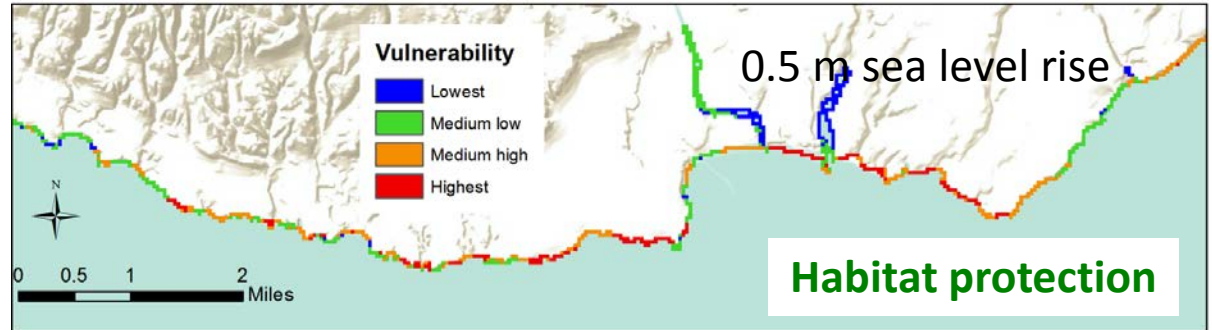 0.5 m sea level rise
Vulnerability
Lowest
Medium low
Medium high
Highest
N
0 0.5 1 2
Miles
Habitat protection